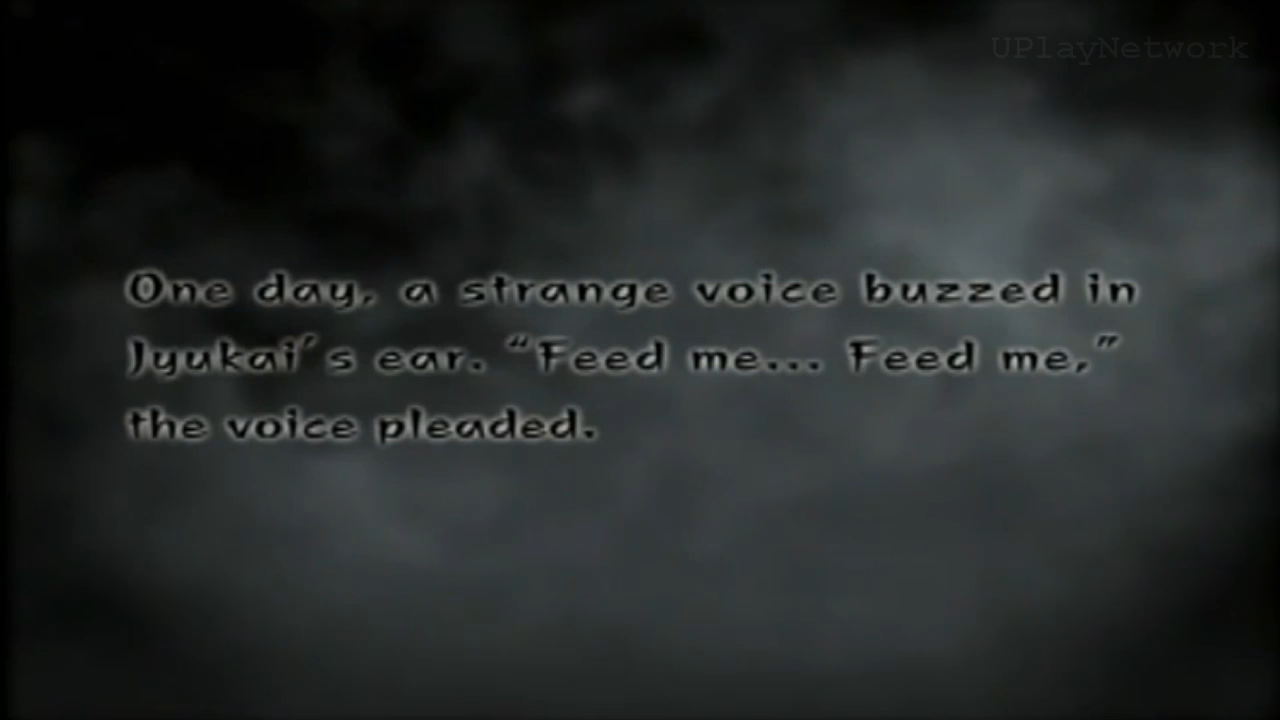 UPlayNetwork
One day, a strange voice buzzed in
Jyukai's ear. “Feed me... Feed me,”
the voice pleaded.